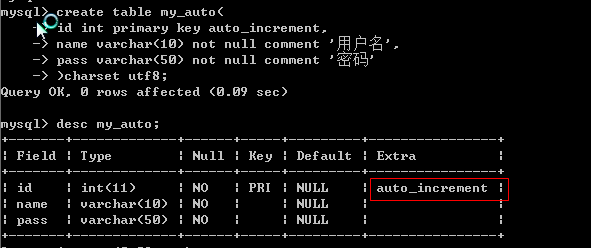 mysql> create table my_auto(
-> id int primary key auto_increment,
-> name varchar(10) not null comment '用户名',
-> pass varchar(50) not null comment '密码'
-> )charset utf8;
Query OK, 0 rows affected (0.09 sec)
mysql> desc my_auto;
+-------+-------------+------+-----+---------+----------------+
| Field | Type | Null | Key | Default | Extra |
+-------+-------------+------+-----+---------+----------------+
| id | int(11) | NO | PRI | NULL | auto_increment |
| name | varchar(10) | NO | | NULL | |
| pass | varchar(50) | NO | | NULL | |
+-------+-------------+------+-----+---------+----------------+